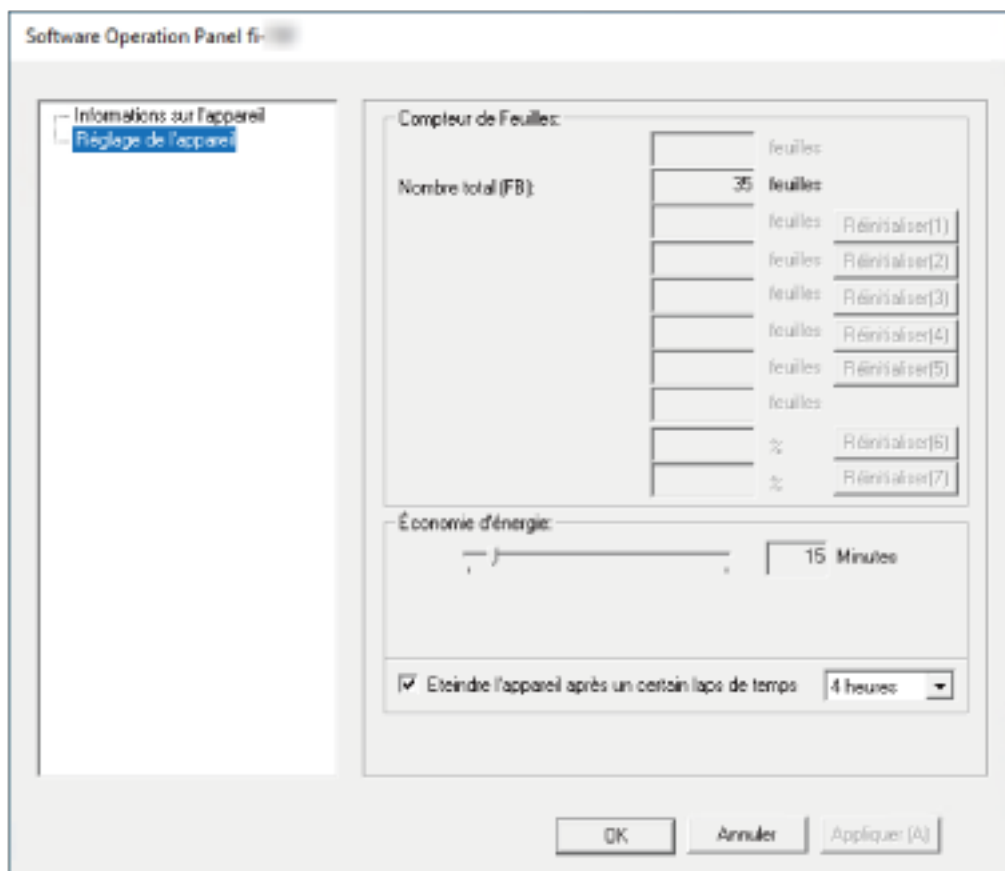 Software Operation Panel fi-
Informations sur l'appareil
Réglage de l'appareil
Compteur de Feuilles:
feuilles
Nombre total (FB): 35 feuilles
feuilles Réinitialiser(1)
feuilles Réinitialiser(2)
feuilles Réinitialiser(3)
feuilles Réinitialiser(4)
feuilles Réinitialiser(5)
feuilles
% Réinitialiser(6)
% Réinitialiser(7)
Économie d'énergie:
15 Minutes
Eteindre l'appareil après un certain laps de temps 4 heures
OK Annuler Appliquer (A)